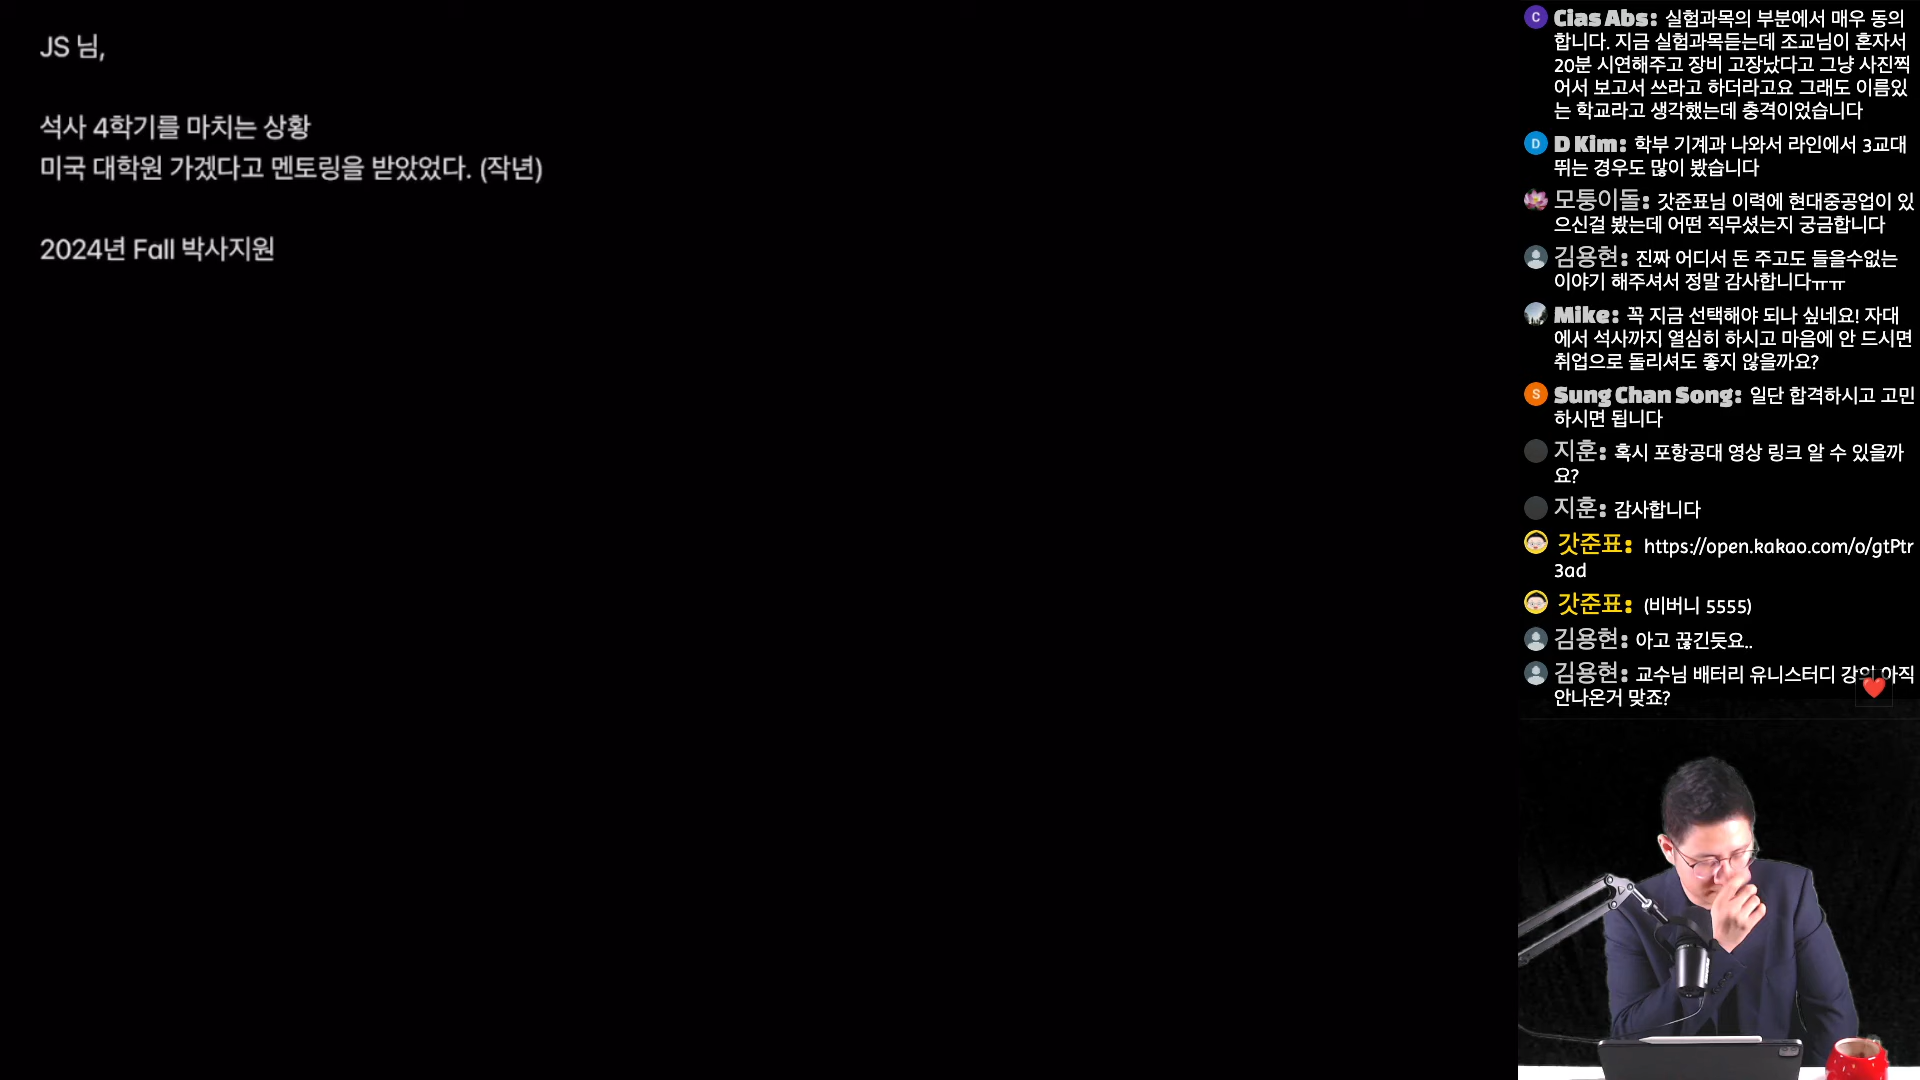 JS 님,
석사 4학기를 마치는 상황
미국 대학원 가겠다고 멘토링을 받았었다. (작년)
2024년 Fall 박사지원
C Cias Abs: 실험과목의 부분에서 매우 동의
합니다. 지금 실험과목듣는데 조교님이 혼자서
20분 시연해주고 장비 고장났다고 그냥 사진찍
어서 보고서 쓰라고 하더라고요 그래도 이름있
는 학교라고 생각했는데 충격이었습니다
D D Kim: 학부 기계과 나와서 라인에서 3교대
뛰는 경우도 많이 봤습니다
모퉁이돌: 갓준표님 이력에 현대중공업이 있
으신걸 봤는데 어떤 직무셨는지 궁금합니다
김용현: 진짜 어디서 돈 주고도 들을수없는
이야기 해주셔서 정말 감사합니다ㅠㅠ
Mike: 꼭 지금 선택해야 되나 싶네요! 자대
에서 석사까지 열심히 하시고 마음에 안 드시면
취업으로 돌리셔도 좋지 않을까요?
S Sung Chan Song: 일단 합격하시고 고민
하시면 됩니다
지훈: 혹시 포항공대 영상 링크 알 수 있을까
요?
지훈: 감사합니다
갓준표: https://open.kakao.com/o/gtPtr
3ad
갓준표: (비버니 5555)
김용현: 아고 끊긴듯요..
김용현: 교수님 배터리 유니스터디 강의 아직
안나온거 맞죠?